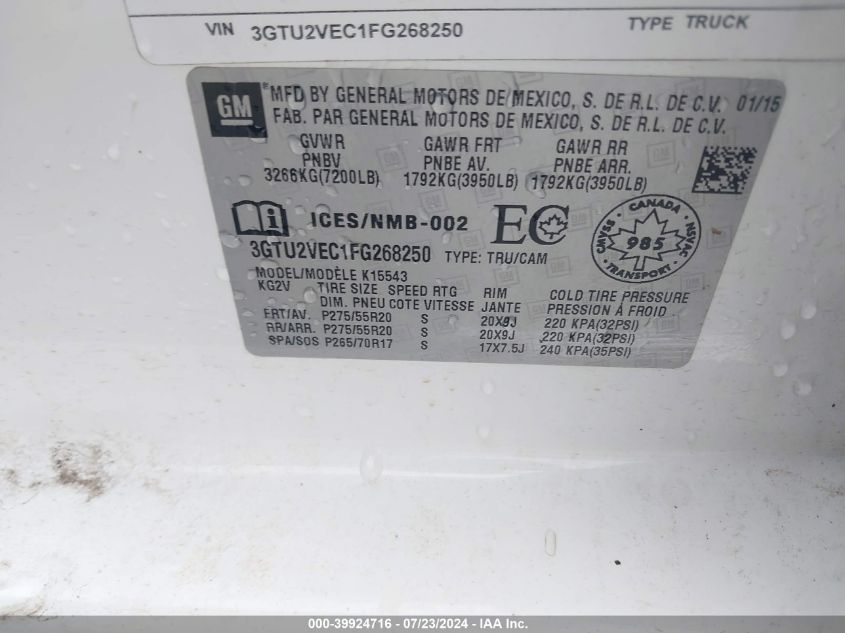 VIN 3GTU2VEC1FG268250 TYPE TRUCK
GM
MFD BY GENERAL MOTORS DE MEXICO, S. DE R.L. DE C.V. 01/15
FAB. PAR GENERAL MOTORS DE MEXICO, S. DE R.L. DE C.V.
GVWR GAWR FRT GAWR RR
PNBV PNBE AV. PNBE ARR.
3266KG(7200LB) 1792KG(3950LB) 1792KG(3950LB)
i ICES/NMB-002 EC
CANADA
CMVSS 985 NSVAC
TRANSPORT
3GTU2VEC1FG268250 TYPE: TRU/CAM
MODEL/MODÈLE K15543
KG2V TIRE SIZE SPEED RTG RIM COLD TIRE PRESSURE
DIM. PNEU COTE VITESSE JANTE PRESSION À FROID
FRT/AV. P275/55R20 S 20X9J 220 KPA(32PSI)
RR/ARR. P275/55R20 S 20X9J 220 KPA(32PSI)
SPA/SOS P265/70R17 S 17X7.5J 240 KPA(35PSI)
000-39924716 - 07/23/2024 - IAA Inc.